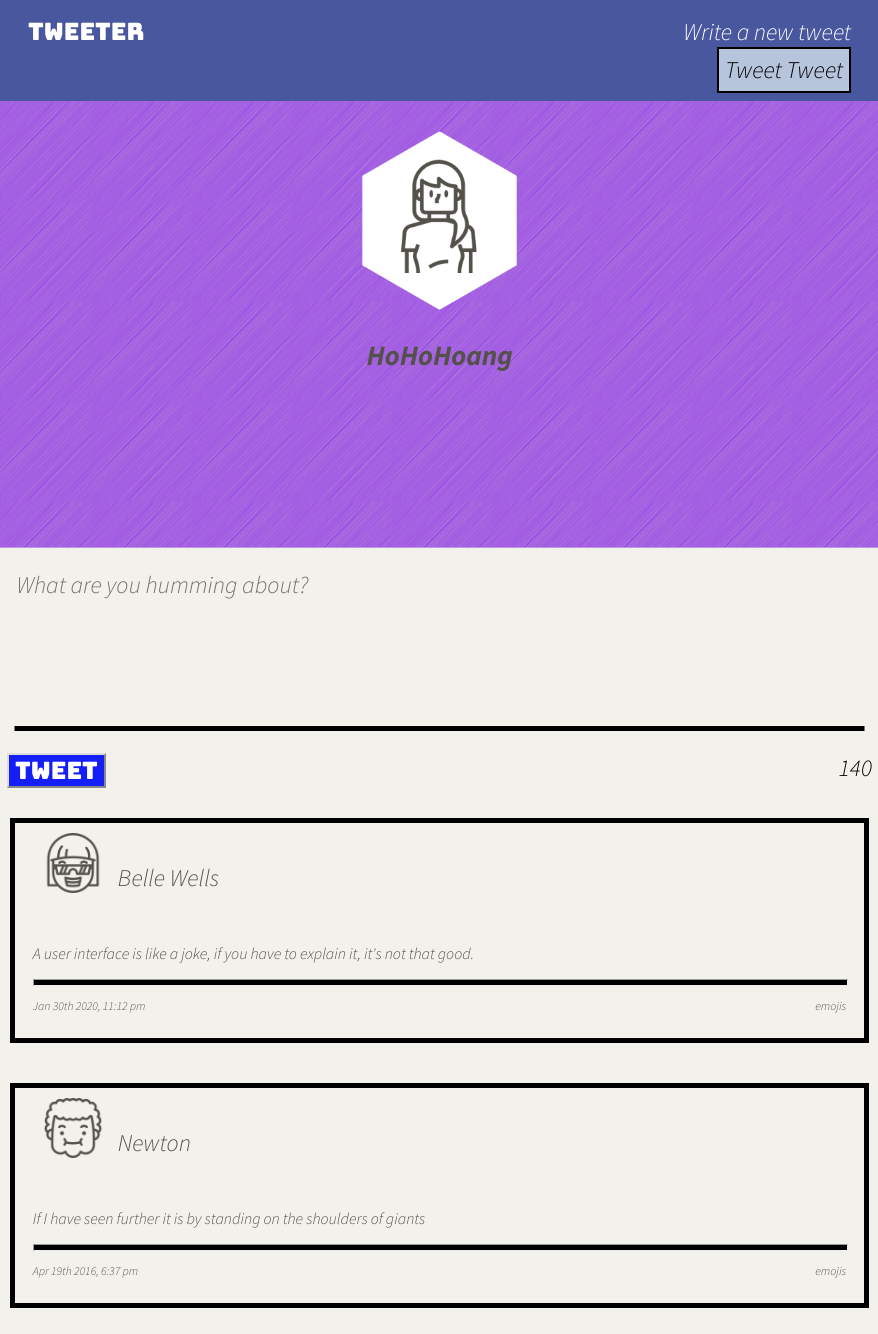 TWEETER
Write a new tweet
Tweet Tweet
HoHoHoang
What are you humming about?
TWEET
140
Belle Wells
A user interface is like a joke, if you have to explain it, it's not that good.
Jan 30th 2020, 11:12 pm
emojis
Newton
If I have seen further it is by standing on the shoulders of giants
Apr 19th 2016, 6:37 pm
emojis